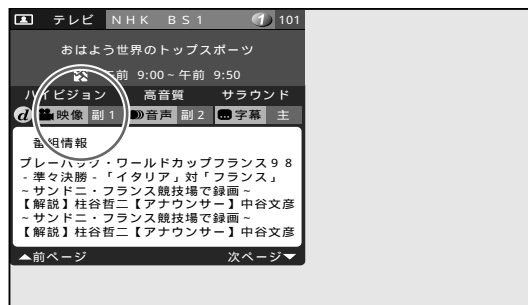 テレビ NHK BS1 1 101
おはよう世界のトップスポーツ
午前 9:00~午前 9:50
ハイビジョン 高音質 サラウンド
d 映像 副1 音声 副2 字幕 主
番組情報
プレーバック・ワールドカップフランス98
- 準々決勝 - 「イタリア」対「フランス」
~サンドニ・フランス競技場で録画~
【解説】柱谷哲二【アナウンサー】中谷文彦
~サンドニ・フランス競技場で録画~
【解説】柱谷哲二【アナウンサー】中谷文彦
▲前ページ 次ページ▼